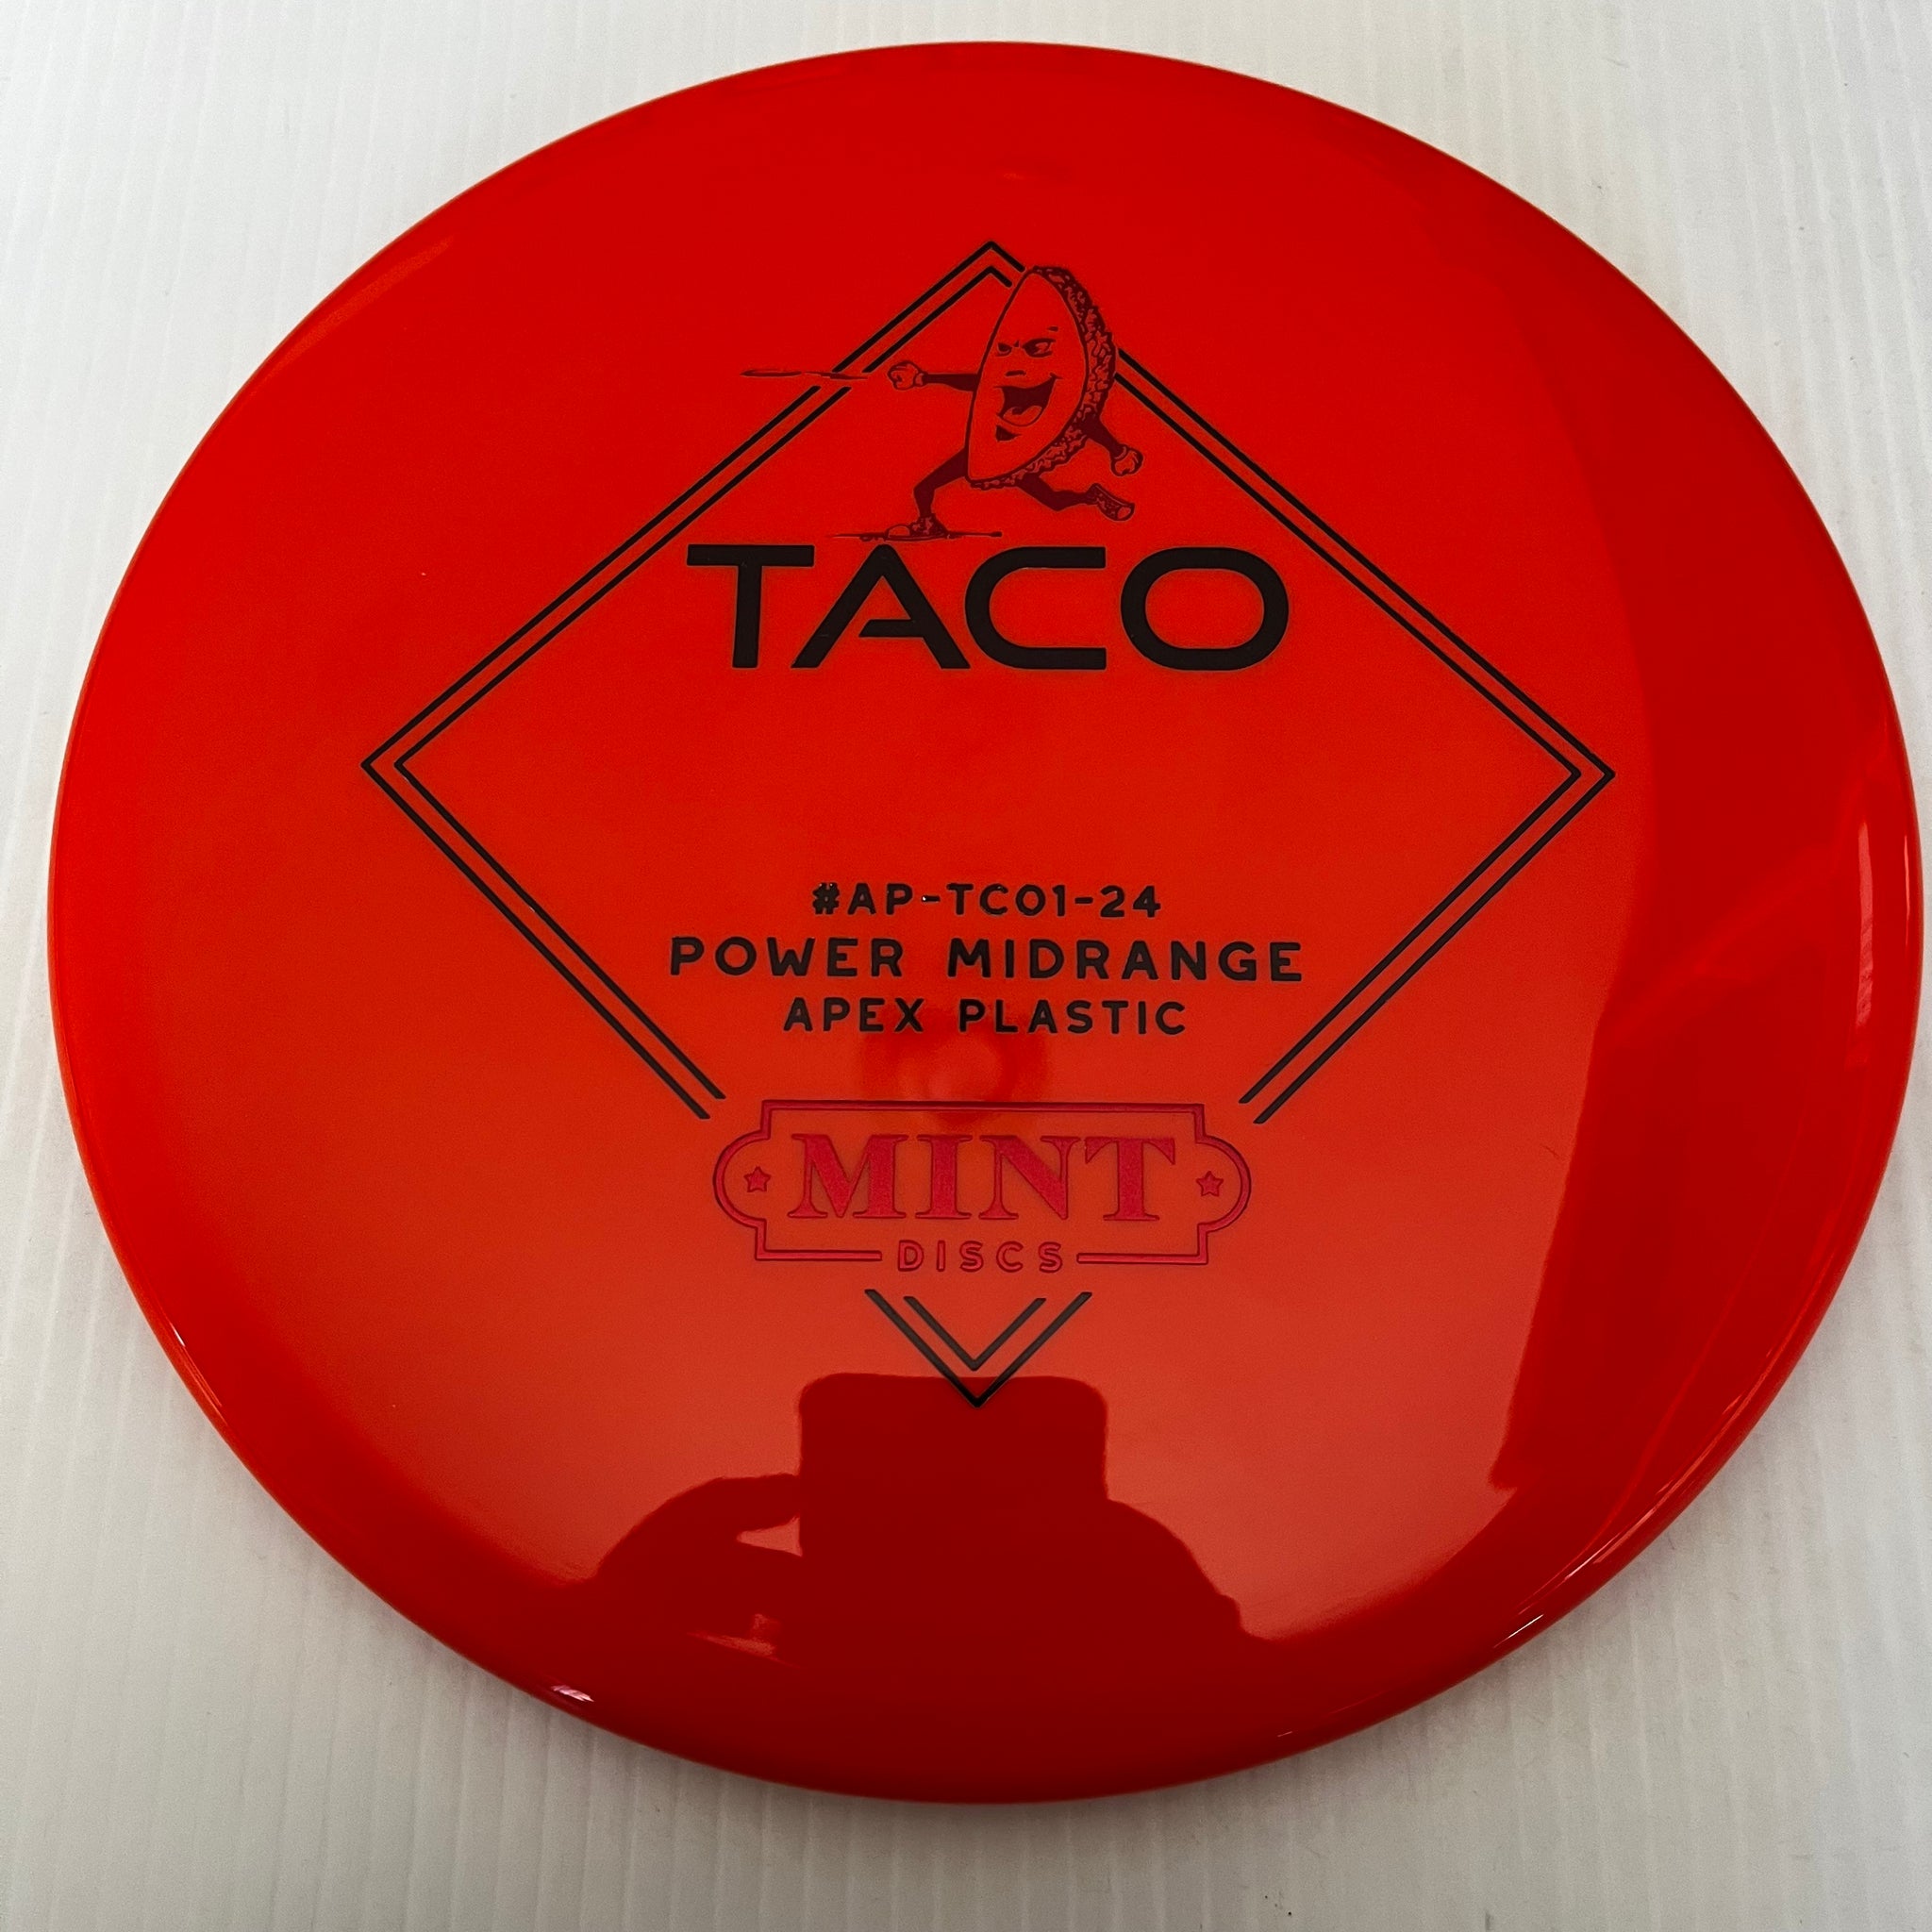 TACO
#AP-TC01-24
POWER MIDRANGE
APEX PLASTIC
MINT
DISCS